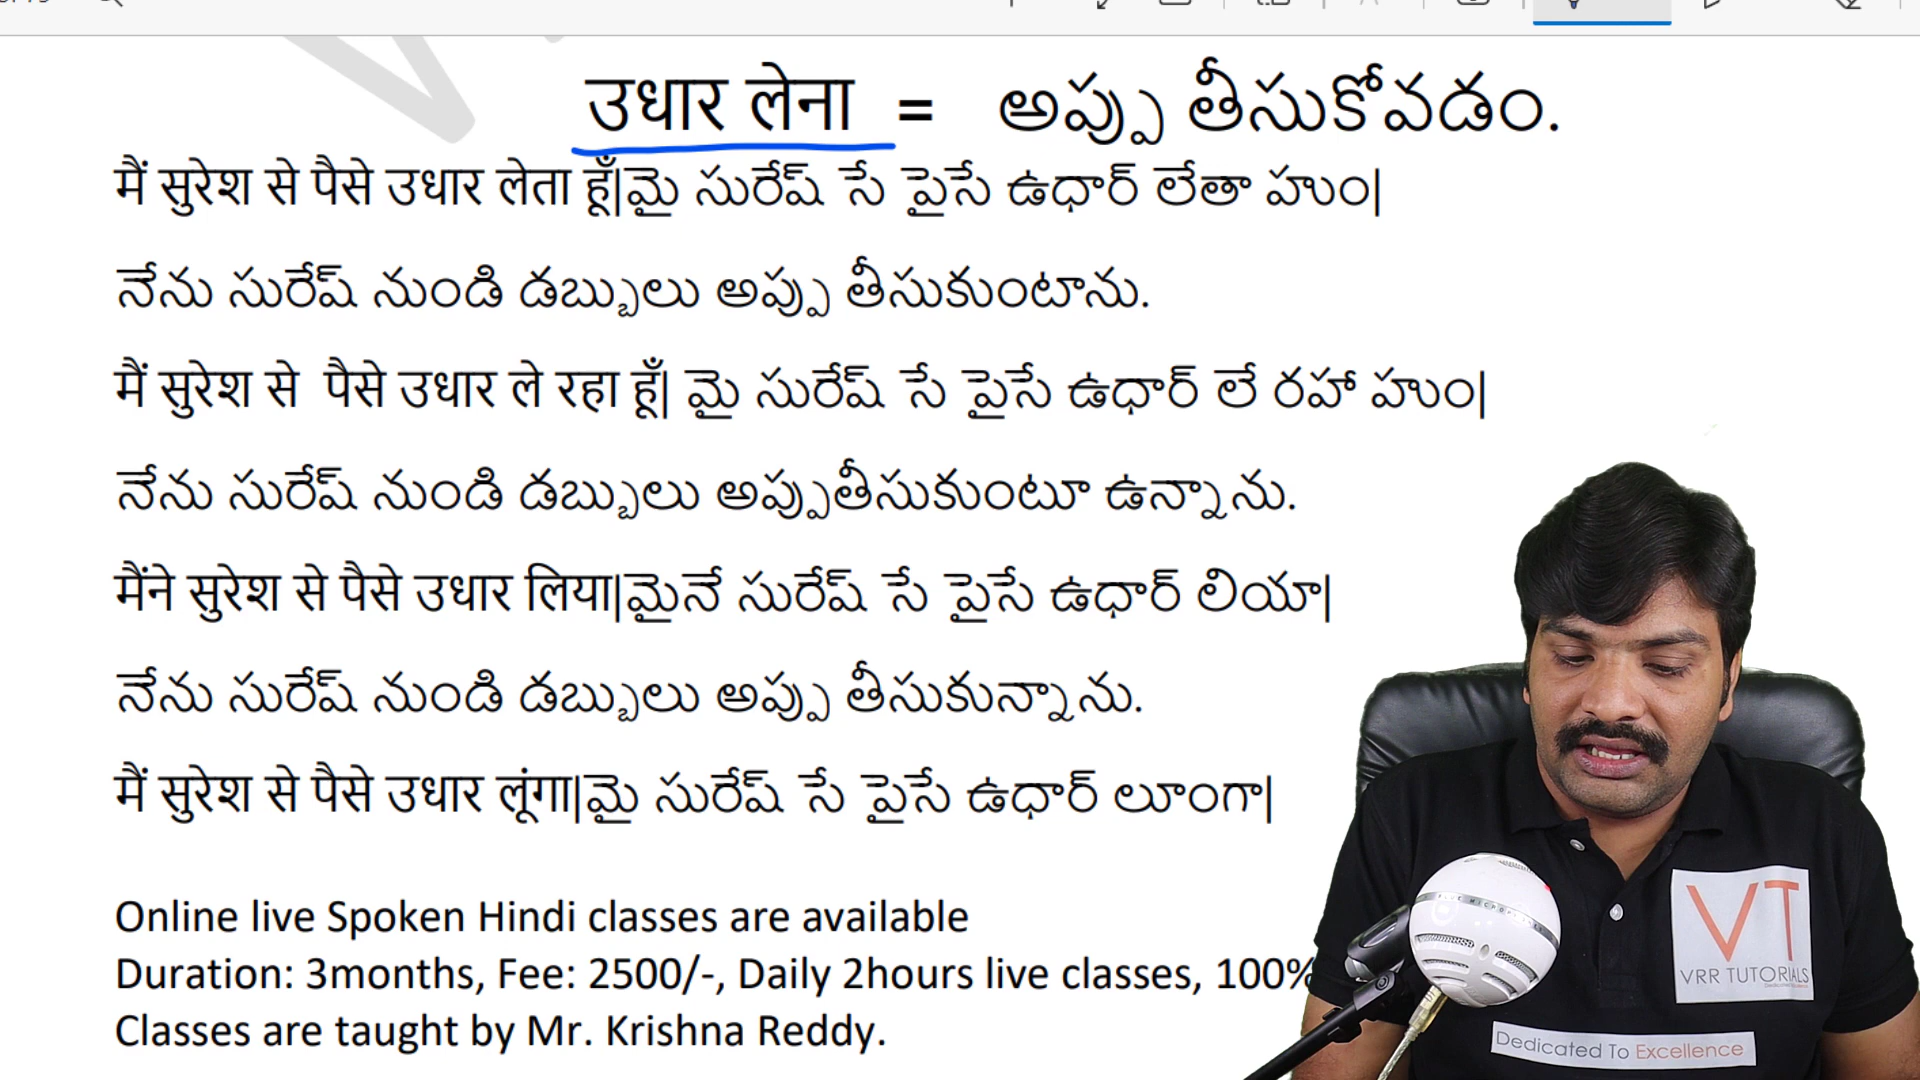 उधार लेना = అప్పు తీసుకోవడం.
मैं सुरेश से पैसे उधार लेता हूँ|మై సురేష్ సే పైసే ఉధార్ లేతా హుం|
నేను సురేష్ నుండి డబ్బులు అప్పు తీసుకుంటాను.
मैं सुरेश से पैसे उधार ले रहा हूँ| మై సురేష్ సే పైసే ఉధార్ లే రహా హుం|
నేను సురేష్ నుండి డబ్బులు అప్పుతీసుకుంటూ ఉన్నాను.
मैंने सुरेश से पैसे उधार लिया|మైనే సురేష్ సే పైసే ఉధార్ లియా|
నేను సురేష్ నుండి డబ్బులు అప్పు తీసుకున్నాను.
मैं सुरेश से पैसे उधार लूंगा|మై సురేష్ సే పైసే ఉధార్ లూంగా|
Online live Spoken Hindi classes are available
Duration: 3months, Fee: 2500/-, Daily 2hours live classes, 100%
Classes are taught by Mr. Krishna Reddy.
VT
VRR TUTORIALS
Dedicated To Excellence